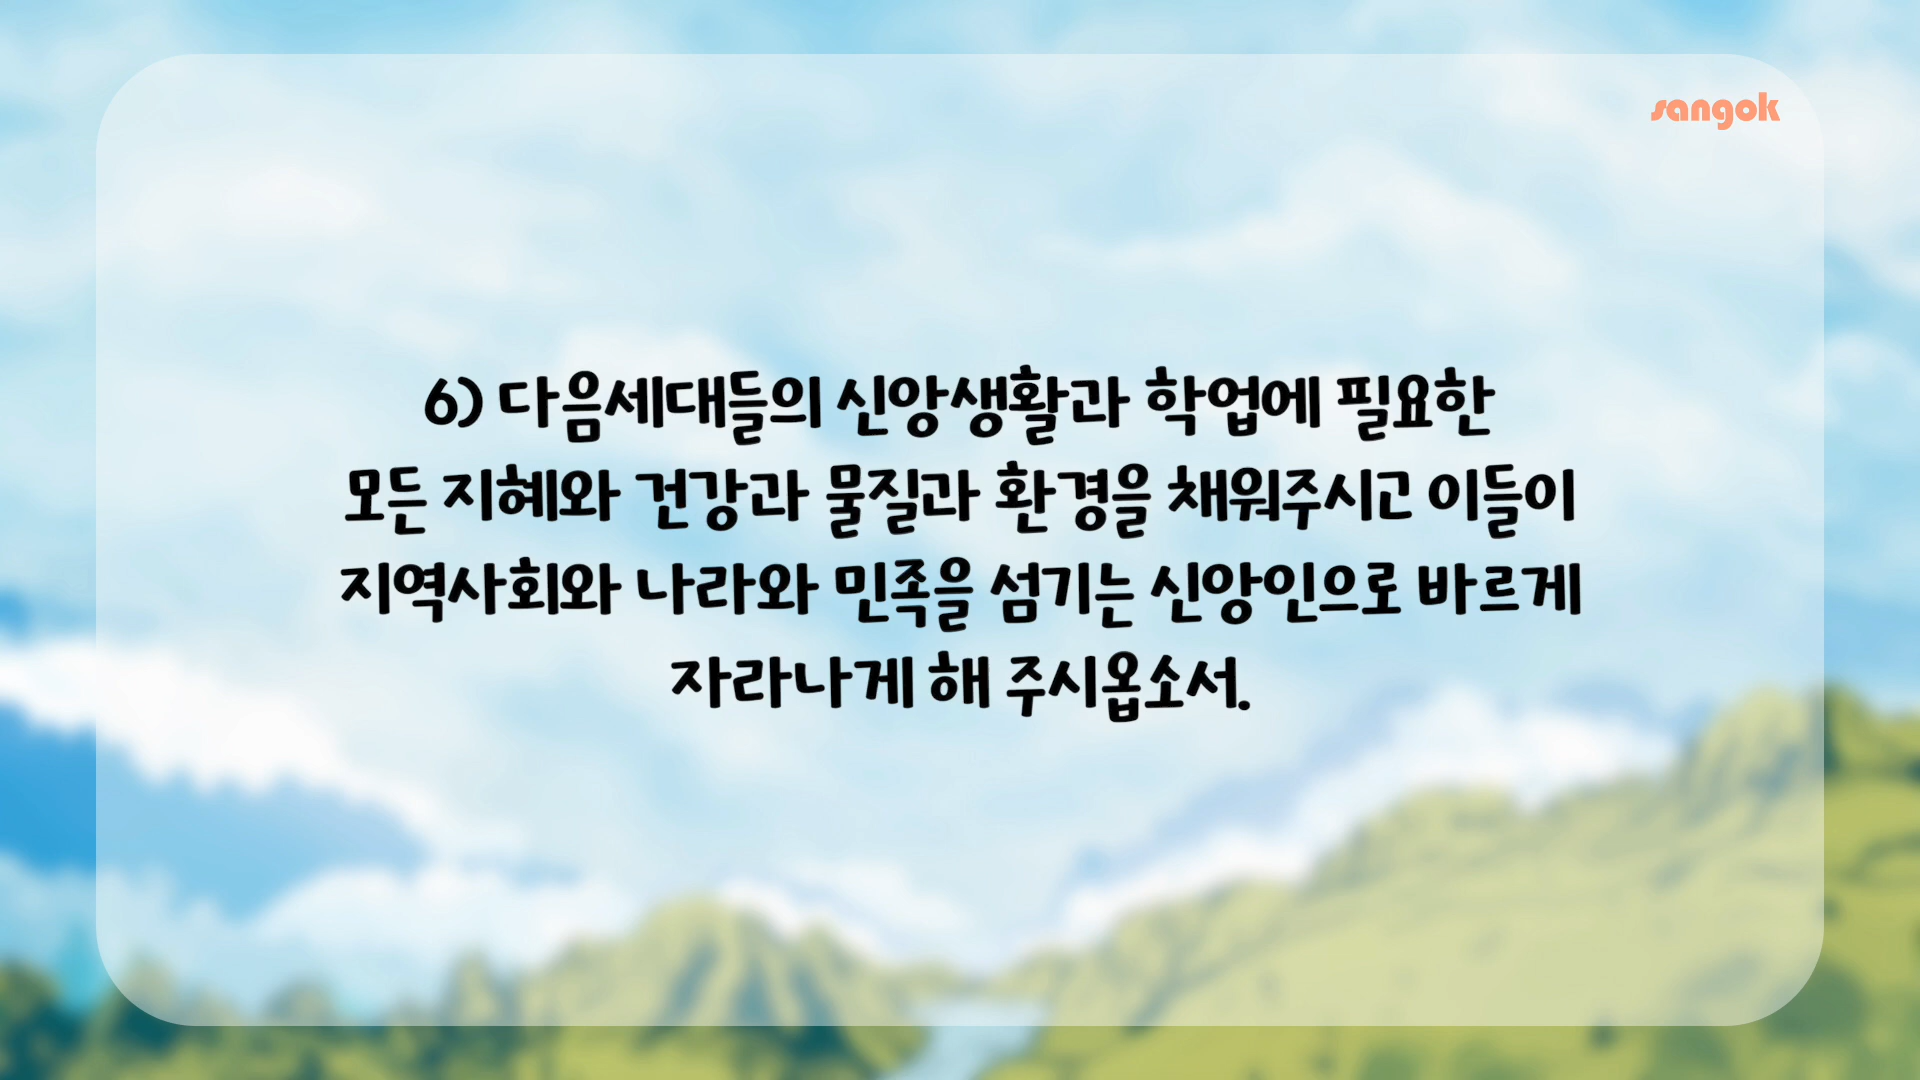 sangok
6) 다음세대들의 신앙생활과 학업에 필요한
모든 지혜와 건강과 물질과 환경을 채워주시고 이들이
지역사회와 나라와 민족을 섬기는 신앙인으로 바르게
자라나게 해 주시옵소서.